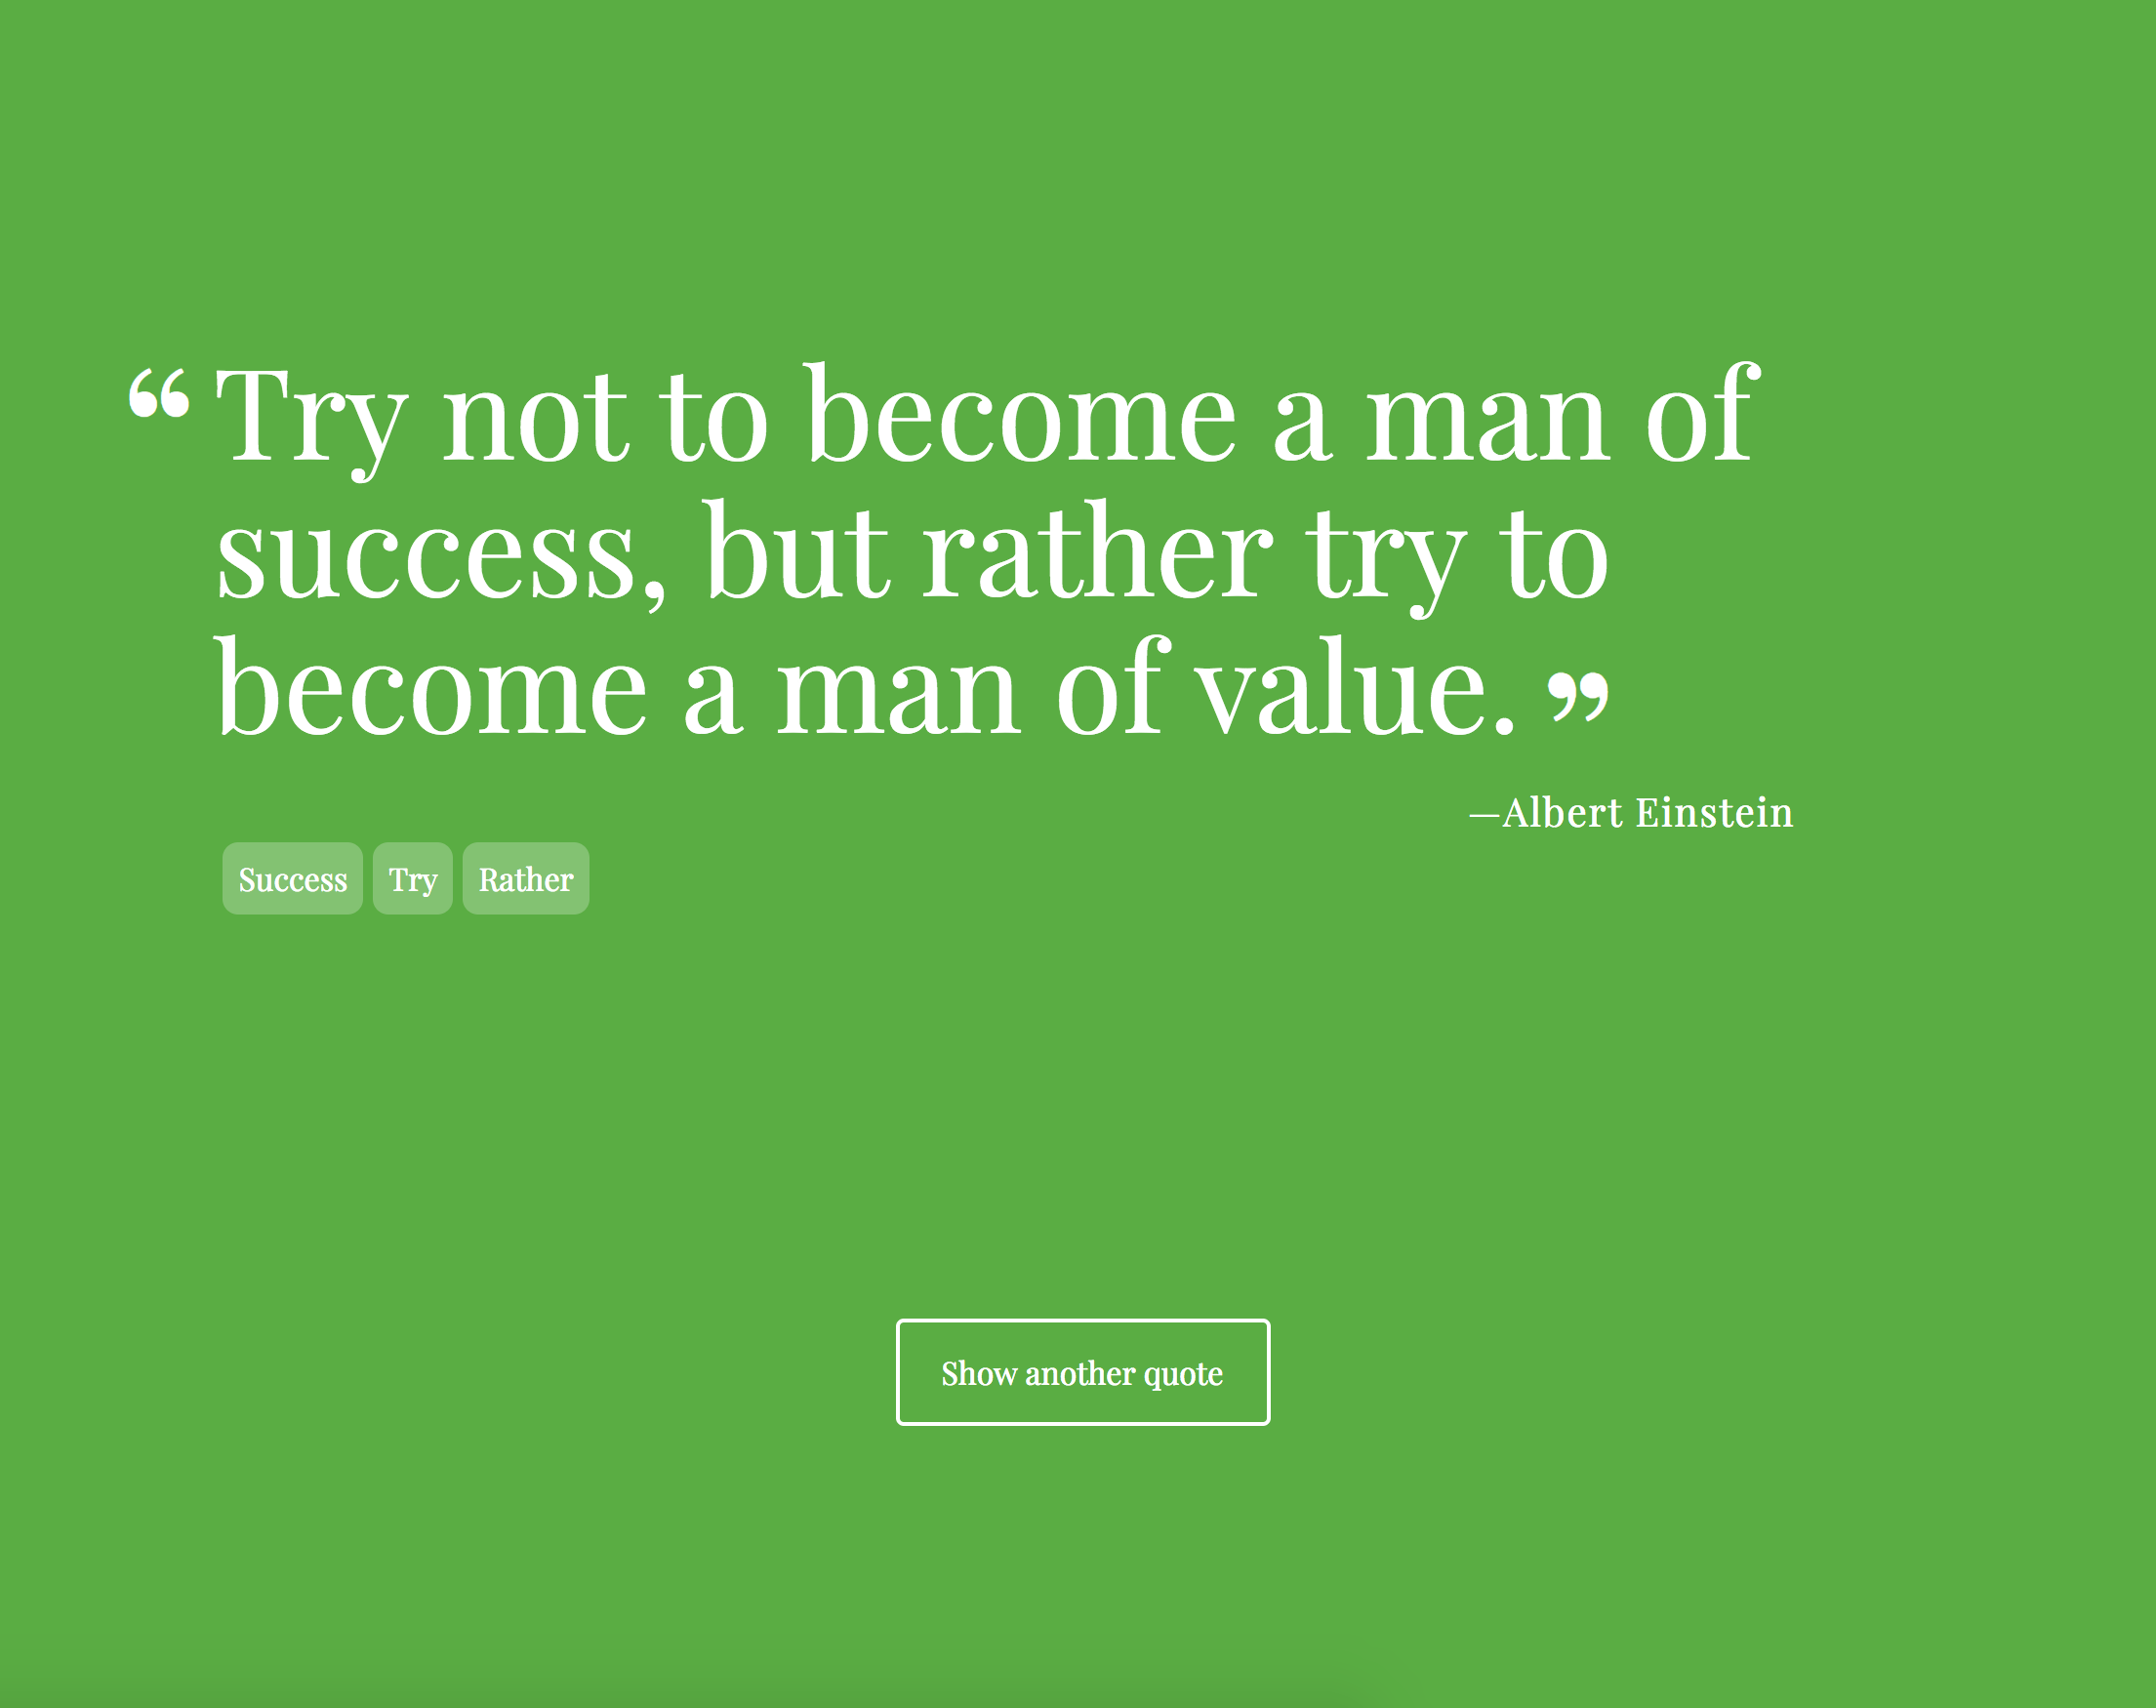 “ Try not to become a man of
success, but rather try to
become a man of value. ”
—Albert Einstein
Success Try Rather
Show another quote